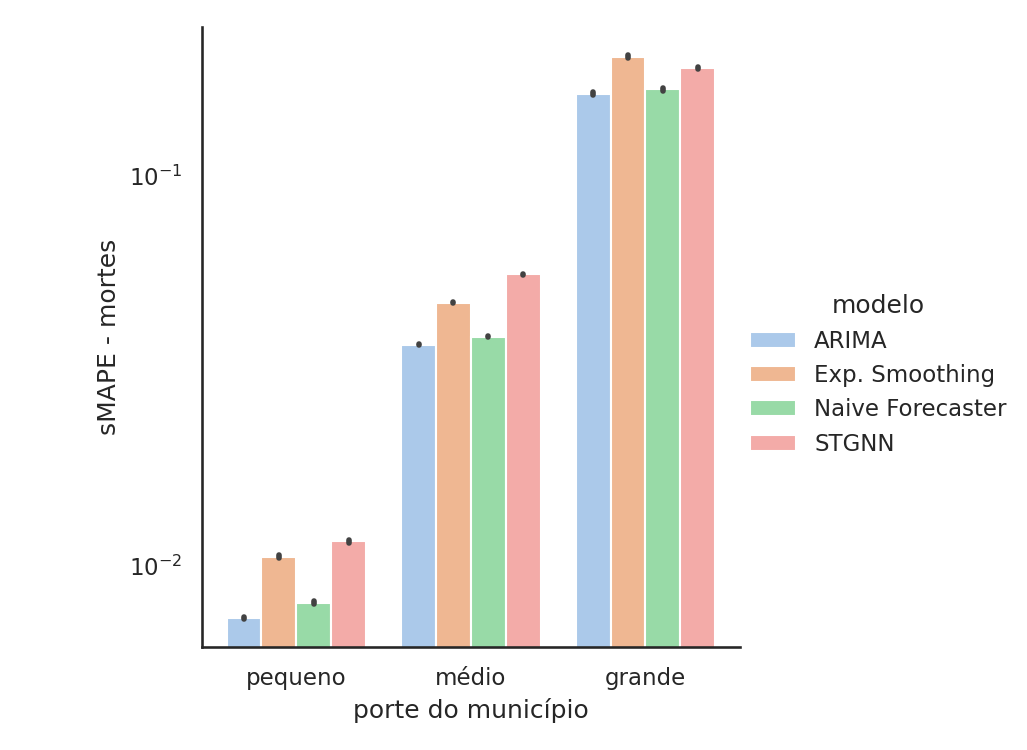 sMAPE - mortes
10⁻¹
10⁻²
pequeno
médio
grande
porte do município
modelo
ARIMA
Exp. Smoothing
Naive Forecaster
STGNN